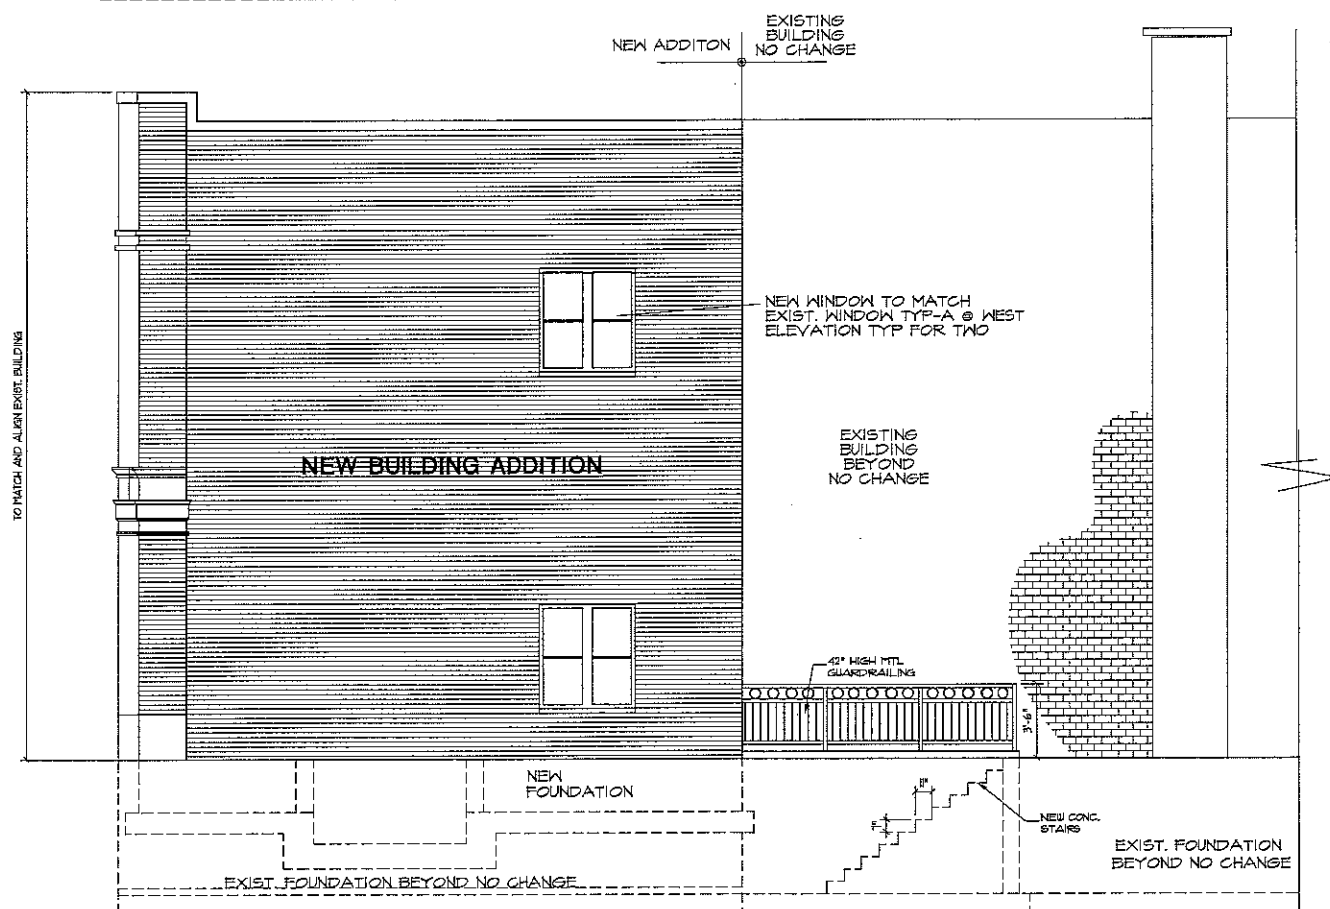 EXISTING
BUILDING
NO CHANGE
NEW ADDITON
NEW WINDOW TO MATCH
EXIST. WINDOW TYP-A @ WEST
ELEVATION TYP FOR TWO
TO MATCH AND ALIGN EXIST. BUILDING
EXISTING
BUILDING
BEYOND
NO CHANGE
NEW BUILDING ADDITION
42" HIGH MTL
GUARDRAILING
3'-6"
NEW
FOUNDATION
NEW CONC.
STAIRS
EXIST. FOUNDATION
BEYOND NO CHANGE
EXIST. FOUNDATION BEYOND NO CHANGE